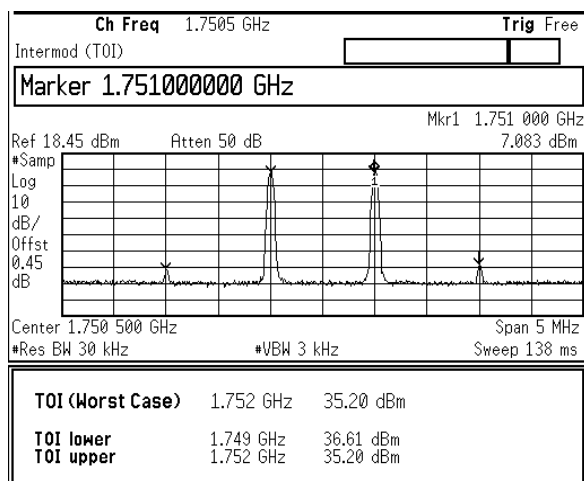 Ch Freq 1.7505 GHz Trig Free
Intermod (TOI)
Marker 1.751000000 GHz
Mkr1 1.751 000 GHz
Ref 18.45 dBm Atten 50 dB 7.083 dBm
#Samp
Log
10
dB/
Offst
0.45
dB
1
Center 1.750 500 GHz Span 5 MHz
#Res BW 30 kHz #VBW 3 kHz Sweep 138 ms
TOI (Worst Case) 1.752 GHz 35.20 dBm
TOI lower 1.749 GHz 36.61 dBm
TOI upper 1.752 GHz 35.20 dBm